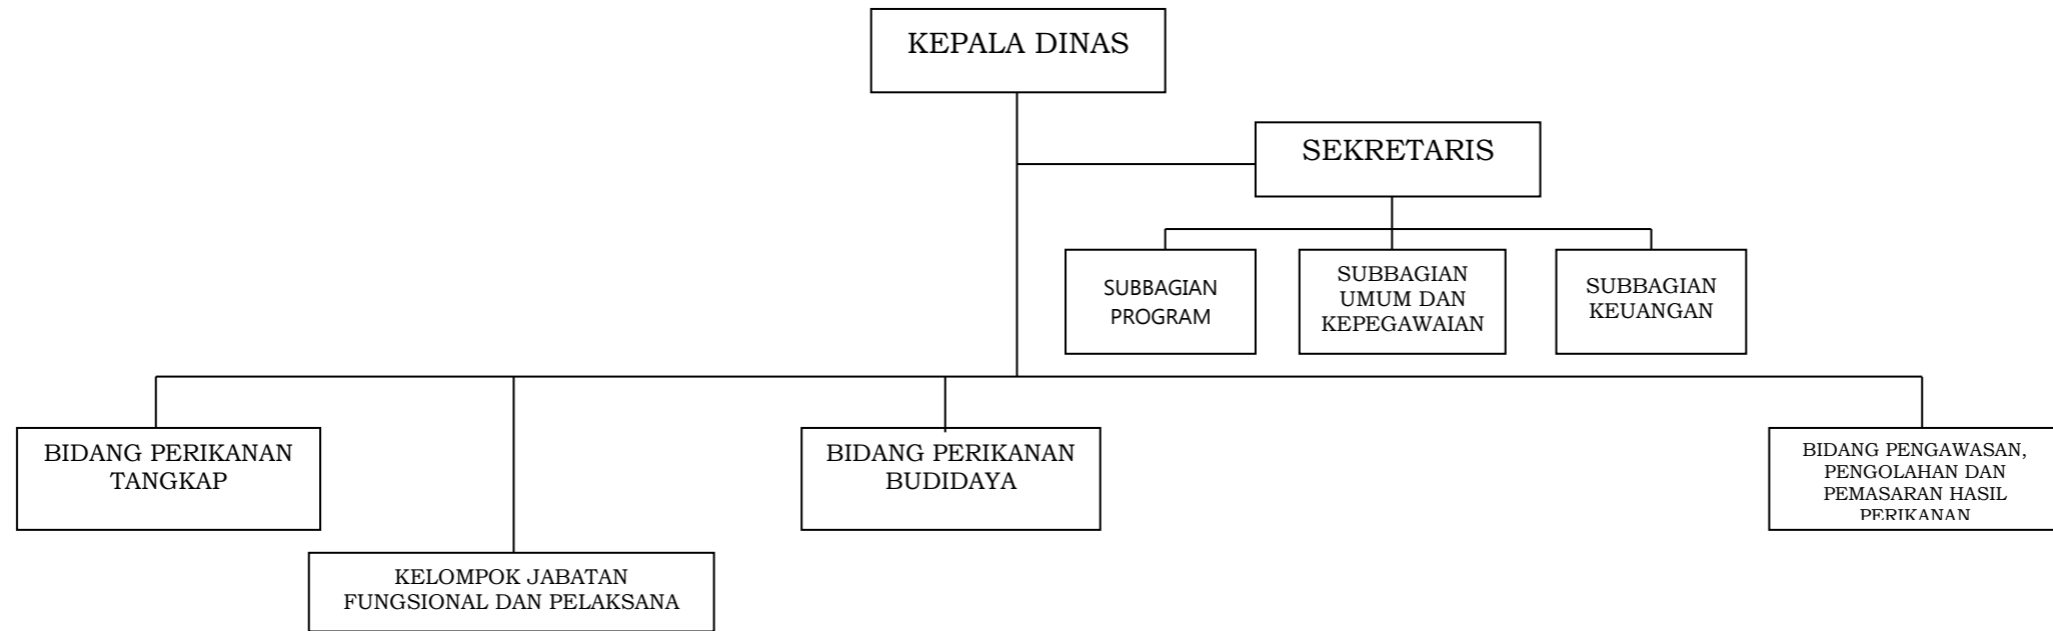 KEPALA DINAS
SEKRETARIS
SUBBAGIAN
PROGRAM
SUBBAGIAN
UMUM DAN
KEPEGAWAIAN
SUBBAGIAN
KEUANGAN
BIDANG PERIKANAN
TANGKAP
BIDANG PERIKANAN
BUDIDAYA
BIDANG PENGAWASAN,
PENGOLAHAN DAN
PEMASARAN HASIL
PERIKANAN
KELOMPOK JABATAN
FUNGSIONAL DAN PELAKSANA